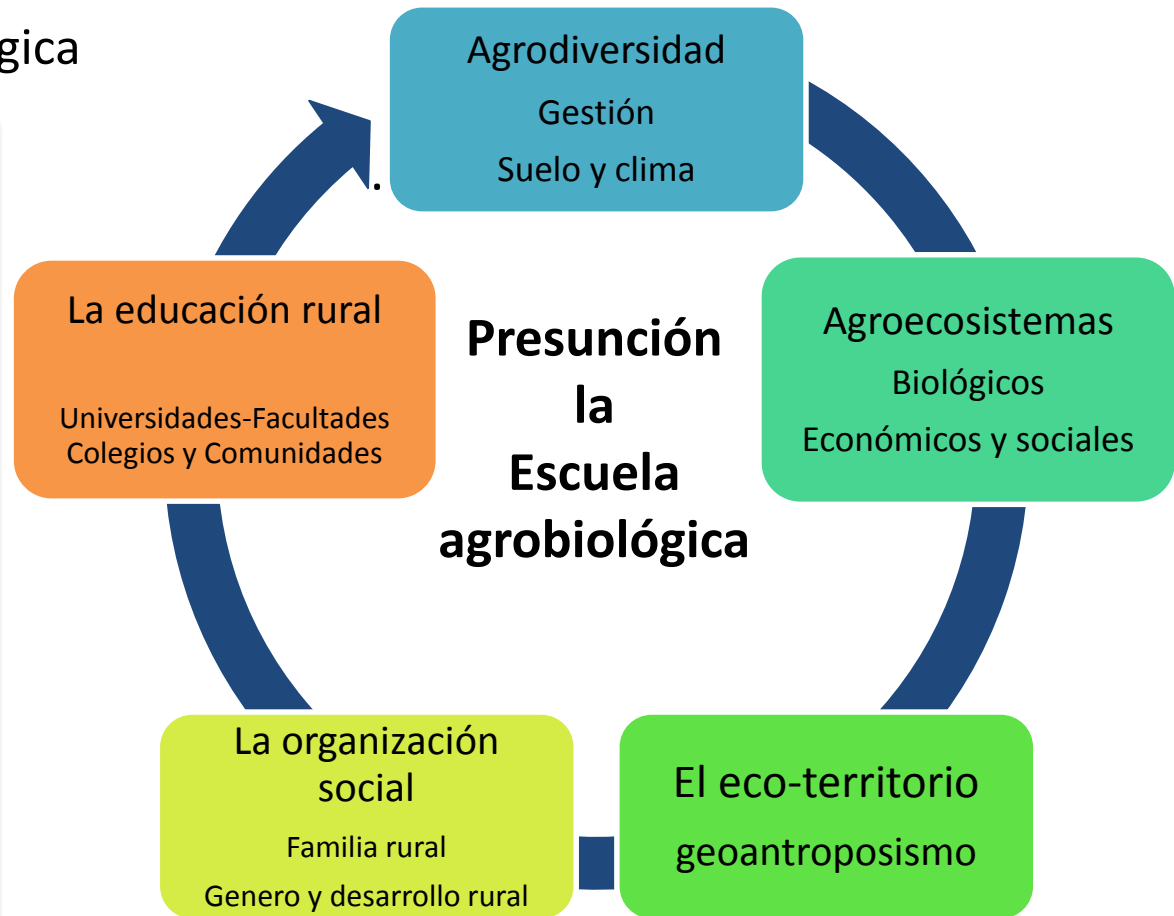 gica
Agrodiversidad
Gestión
Suelo y clima
.
La educación rural
Universidades-Facultades
Colegios y Comunidades
Presunción
la
Escuela
agrobiológica
Agroecosistemas
Biológicos
Económicos y sociales
La organización
social
Familia rural
Genero y desarrollo rural
El eco-territorio
geoantroposismo